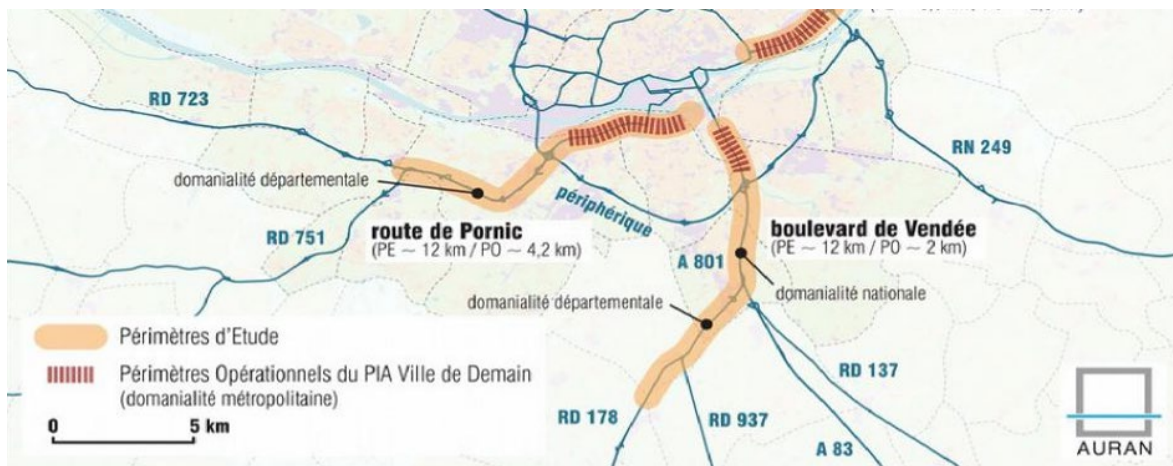 RD 723
RN 249
domanialité départementale
périphérique
route de Pornic
(PE ~ 12 km / PO ~ 4,2 km)
boulevard de Vendée
(PE ~ 12 km / PO ~ 2 km)
RD 751
A 801
domanialité nationale
domanialité départementale
Périmètres d'Etude
Périmètres Opérationnels du PIA Ville de Demain
(domanialité métropolitaine)
0 5 km
RD 137
RD 178
RD 937
A 83
AURAN